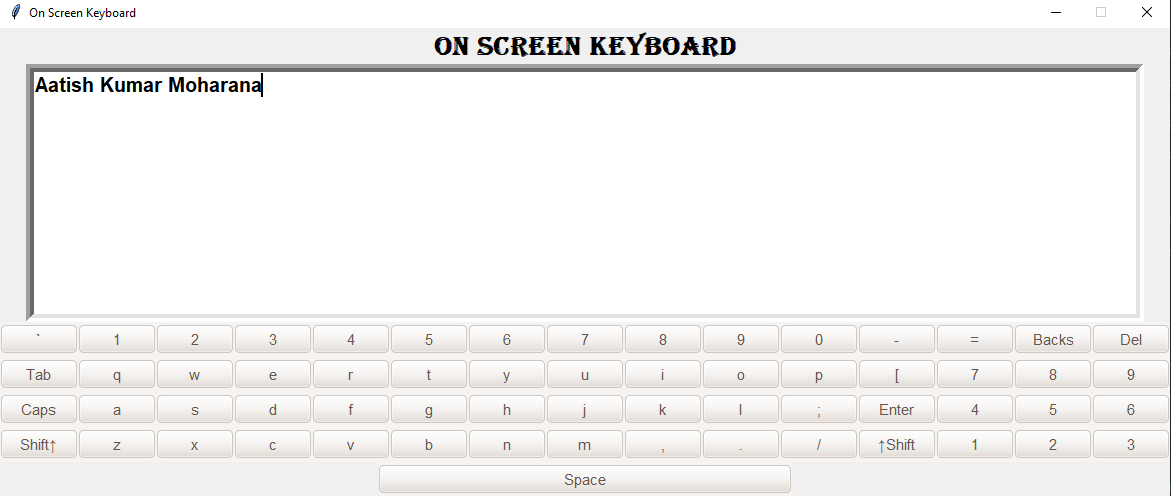 On Screen Keyboard
ON SCREEN KEYBOARD
Aatish Kumar Moharana
` 1 2 3 4 5 6 7 8 9 0 - = Backs Del
Tab q w e r t y u i o p [ 7 8 9
Caps a s d f g h j k l ; Enter 4 5 6
Shift↑ z x c v b n m , . / ↑Shift 1 2 3
Space